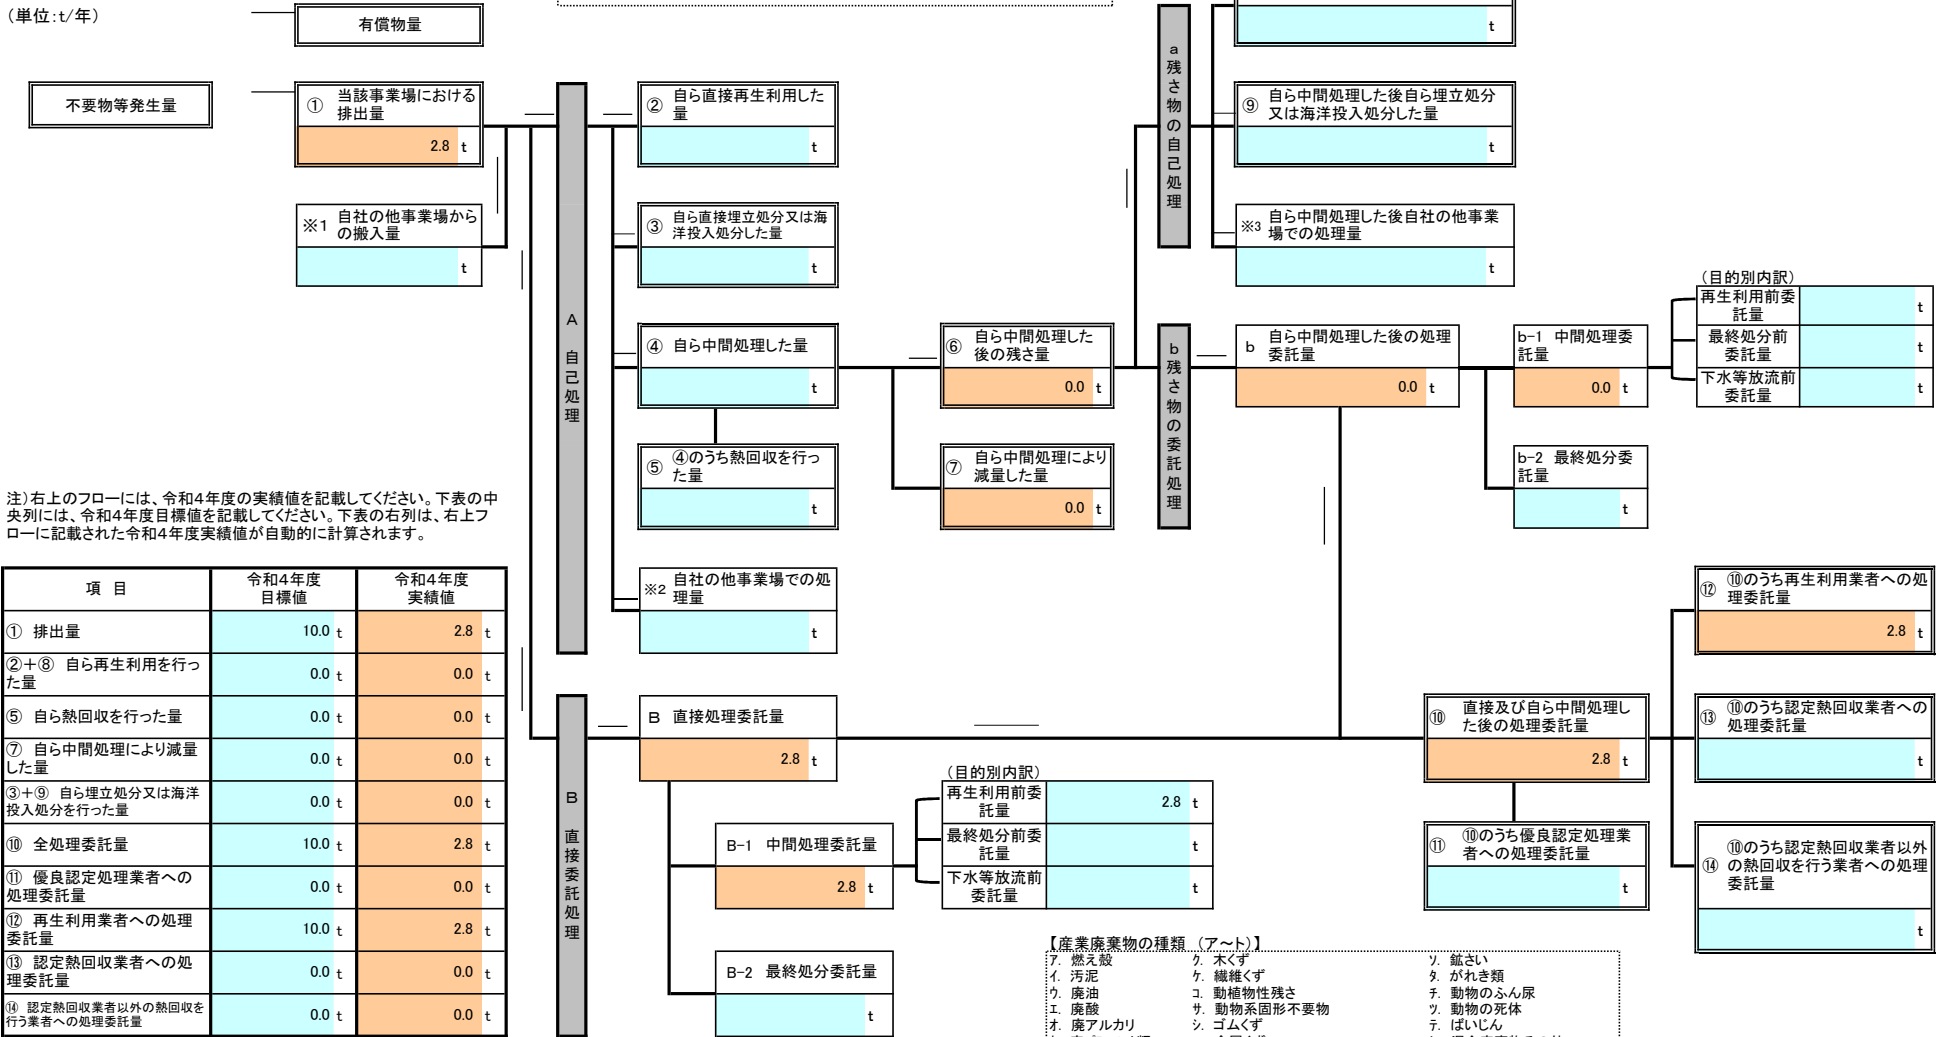 (単位:t/年)
有償物量
t
不要物等発生量
① 当該事業場における
排出量
2.8 t
② 自ら直接再生利用した
量
t
⑨ 自ら中間処理した後自ら埋立処分
又は海洋投入処分した量
t
a
残さ物の自己処理
※1 自社の他事業場から
の搬入量
t
③ 自ら直接埋立処分又は海
洋投入処分した量
t
※3 自ら中間処理した後自社の他事業
場での処理量
t
A
自己処理
④ 自ら中間処理した量
t
⑥ 自ら中間処理した
後の残さ量
0.0 t
b
残さ物の委託処理
b 自ら中間処理した後の処理
委託量
0.0 t
b-1 中間処理委
託量
0.0 t
(目的別内訳)
再生利用前委
託量
t
最終処分前
委託量
t
下水等放流前
委託量
t
⑤ ④のうち熱回収を行っ
た量
t
⑦ 自ら中間処理により
減量した量
0.0 t
b-2 最終処分委
託量
t
注)右上のフローには、令和4年度の実績値を記載してください。下表の中
央列には、令和4年度目標値を記載してください。下表の右列は、右上フ
ローに記載された令和4年度実績値が自動的に計算されます。
※2 自社の他事業場での処
理量
t
項 目
令和4年度
目標値
令和4年度
実績値
① 排出量 10.0 t 2.8 t
②+⑧ 自ら再生利用を行っ
た量 0.0 t 0.0 t
⑤ 自ら熱回収を行った量 0.0 t 0.0 t
⑦ 自ら中間処理により減量
した量 0.0 t 0.0 t
③+⑨ 自ら埋立処分又は海洋
投入処分を行った量 0.0 t 0.0 t
⑩ 全処理委託量 10.0 t 2.8 t
⑪ 優良認定処理業者への
処理委託量 0.0 t 0.0 t
⑫ 再生利用業者への処理
委託量 10.0 t 2.8 t
⑬ 認定熱回収業者への処
理委託量 0.0 t 0.0 t
⑭ 認定熱回収業者以外の熱回収を
行う業者への処理委託量 0.0 t 0.0 t
B
直接委託処理
B 直接処理委託量
2.8 t
B-1 中間処理委託量
2.8 t
(目的別内訳)
再生利用前委
託量
2.8 t
最終処分前委
託量
t
下水等放流前
委託量
t
B-2 最終処分委託量
t
⑩ 直接及び自ら中間処理し
た後の処理委託量
2.8 t
⑪ ⑩のうち優良認定処理業
者への処理委託量
t
⑫ ⑩のうち再生利用業者への処
理委託量
2.8 t
⑬ ⑩のうち認定熱回収業者への
処理委託量
t
⑭ ⑩のうち認定熱回収業者以外
の熱回収を行う業者への処理
委託量
t
【産業廃棄物の種類 (ア~ト)】
ア. 燃え殻 ク. 木くず ソ. 鉱さい
イ. 汚泥 ケ. 繊維くず タ. がれき類
ウ. 廃油 コ. 動植物性残さ チ. 動物のふん尿
エ. 廃酸 サ. 動物系固形不要物 ツ. 動物の死体
オ. 廃アルカリ シ. ゴムくず テ. ばいじん